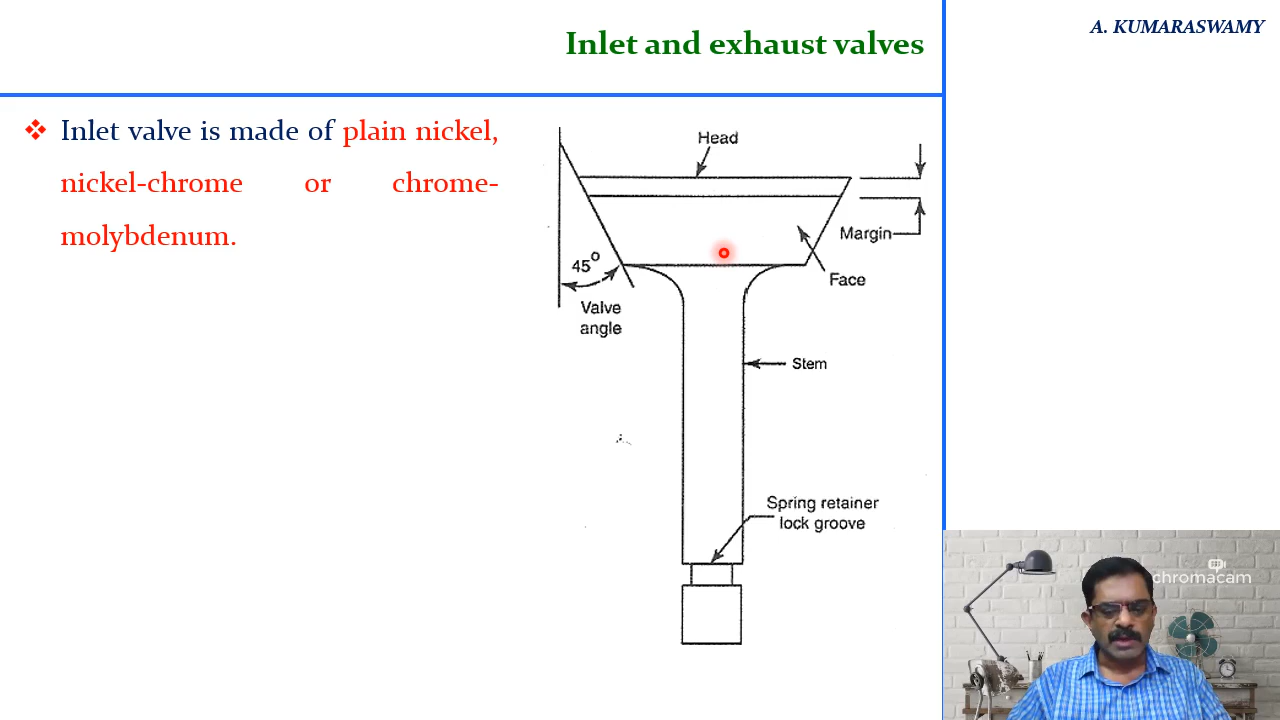 Inlet and exhaust valves
A. KUMARASWAMY
Inlet valve is made of plain nickel,
nickel-chrome or chrome-
molybdenum.
Head
Margin
45°
Face
Valve
angle
Stem
Spring retainer
lock groove
chromacam